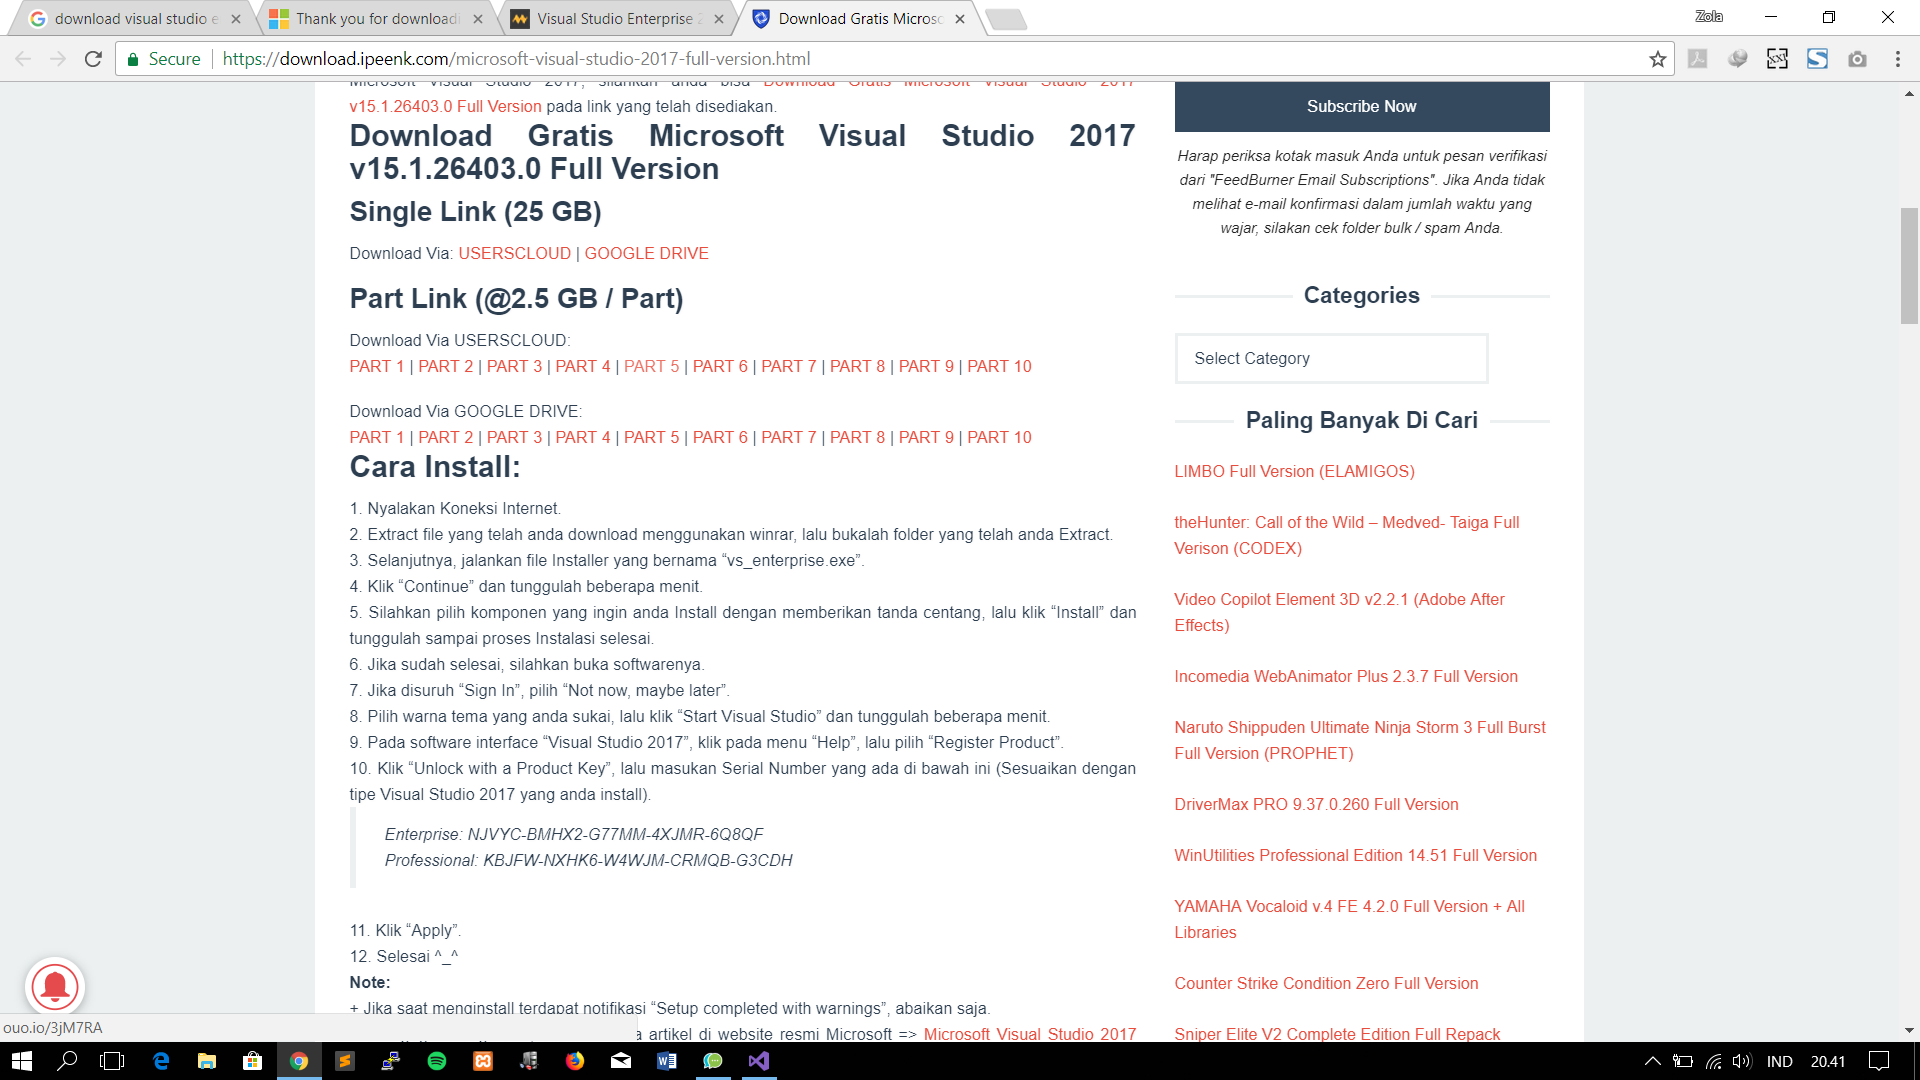 download visual studio e
Thank you for downloadi
Visual Studio Enterprise 2
Download Gratis Microso
Zola
Secure
https://download.ipeenk.com/microsoft-visual-studio-2017-full-version.html
Microsoft Visual Studio 2017, silahkan anda bisa Download Gratis Microsoft Visual Studio 2017
v15.1.26403.0 Full Version pada link yang telah disediakan.
Download Gratis Microsoft Visual Studio 2017
v15.1.26403.0 Full Version
Single Link (25 GB)
Download Via: USERSCLOUD | GOOGLE DRIVE
Part Link (@2.5 GB / Part)
Download Via USERSCLOUD:
PART 1 | PART 2 | PART 3 | PART 4 | PART 5 | PART 6 | PART 7 | PART 8 | PART 9 | PART 10
Download Via GOOGLE DRIVE:
PART 1 | PART 2 | PART 3 | PART 4 | PART 5 | PART 6 | PART 7 | PART 8 | PART 9 | PART 10
Cara Install:
1. Nyalakan Koneksi Internet.
2. Extract file yang telah anda download menggunakan winrar, lalu bukalah folder yang telah anda Extract.
3. Selanjutnya, jalankan file Installer yang bernama “vs_enterprise.exe”.
4. Klik “Continue” dan tunggulah beberapa menit.
5. Silahkan pilih komponen yang ingin anda Install dengan memberikan tanda centang, lalu klik “Install” dan
tunggulah sampai proses Instalasi selesai.
6. Jika sudah selesai, silahkan buka softwarenya.
7. Jika disuruh “Sign In”, pilih “Not now, maybe later”.
8. Pilih warna tema yang anda sukai, lalu klik “Start Visual Studio” dan tunggulah beberapa menit.
9. Pada software interface “Visual Studio 2017”, klik pada menu “Help”, lalu pilih “Register Product”.
10. Klik “Unlock with a Product Key”, lalu masukan Serial Number yang ada di bawah ini (Sesuaikan dengan
tipe Visual Studio 2017 yang anda install).
Enterprise: NJVYC-BMHX2-G77MM-4XJMR-6Q8QF
Professional: KBJFW-NXHK6-W4WJM-CRMQB-G3CDH
11. Klik “Apply”.
12. Selesai ^_^
Note:
+ Jika saat menginstall terdapat notifikasi “Setup completed with warnings”, abaikan saja.
a artikel di website resmi Microsoft => Microsoft Visual Studio 2017
Subscribe Now
Harap periksa kotak masuk Anda untuk pesan verifikasi
dari "FeedBurner Email Subscriptions". Jika Anda tidak
melihat e-mail konfirmasi dalam jumlah waktu yang
wajar, silakan cek folder bulk / spam Anda.
Categories
Select Category
Paling Banyak Di Cari
LIMBO Full Version (ELAMIGOS)
theHunter: Call of the Wild – Medved- Taiga Full
Verison (CODEX)
Video Copilot Element 3D v2.2.1 (Adobe After
Effects)
Incomedia WebAnimator Plus 2.3.7 Full Version
Naruto Shippuden Ultimate Ninja Storm 3 Full Burst
Full Version (PROPHET)
DriverMax PRO 9.37.0.260 Full Version
WinUtilities Professional Edition 14.51 Full Version
YAMAHA Vocaloid v.4 FE 4.2.0 Full Version + All
Libraries
Counter Strike Condition Zero Full Version
Sniper Elite V2 Complete Edition Full Repack
ouo.io/3jM7RA
IND
20.41